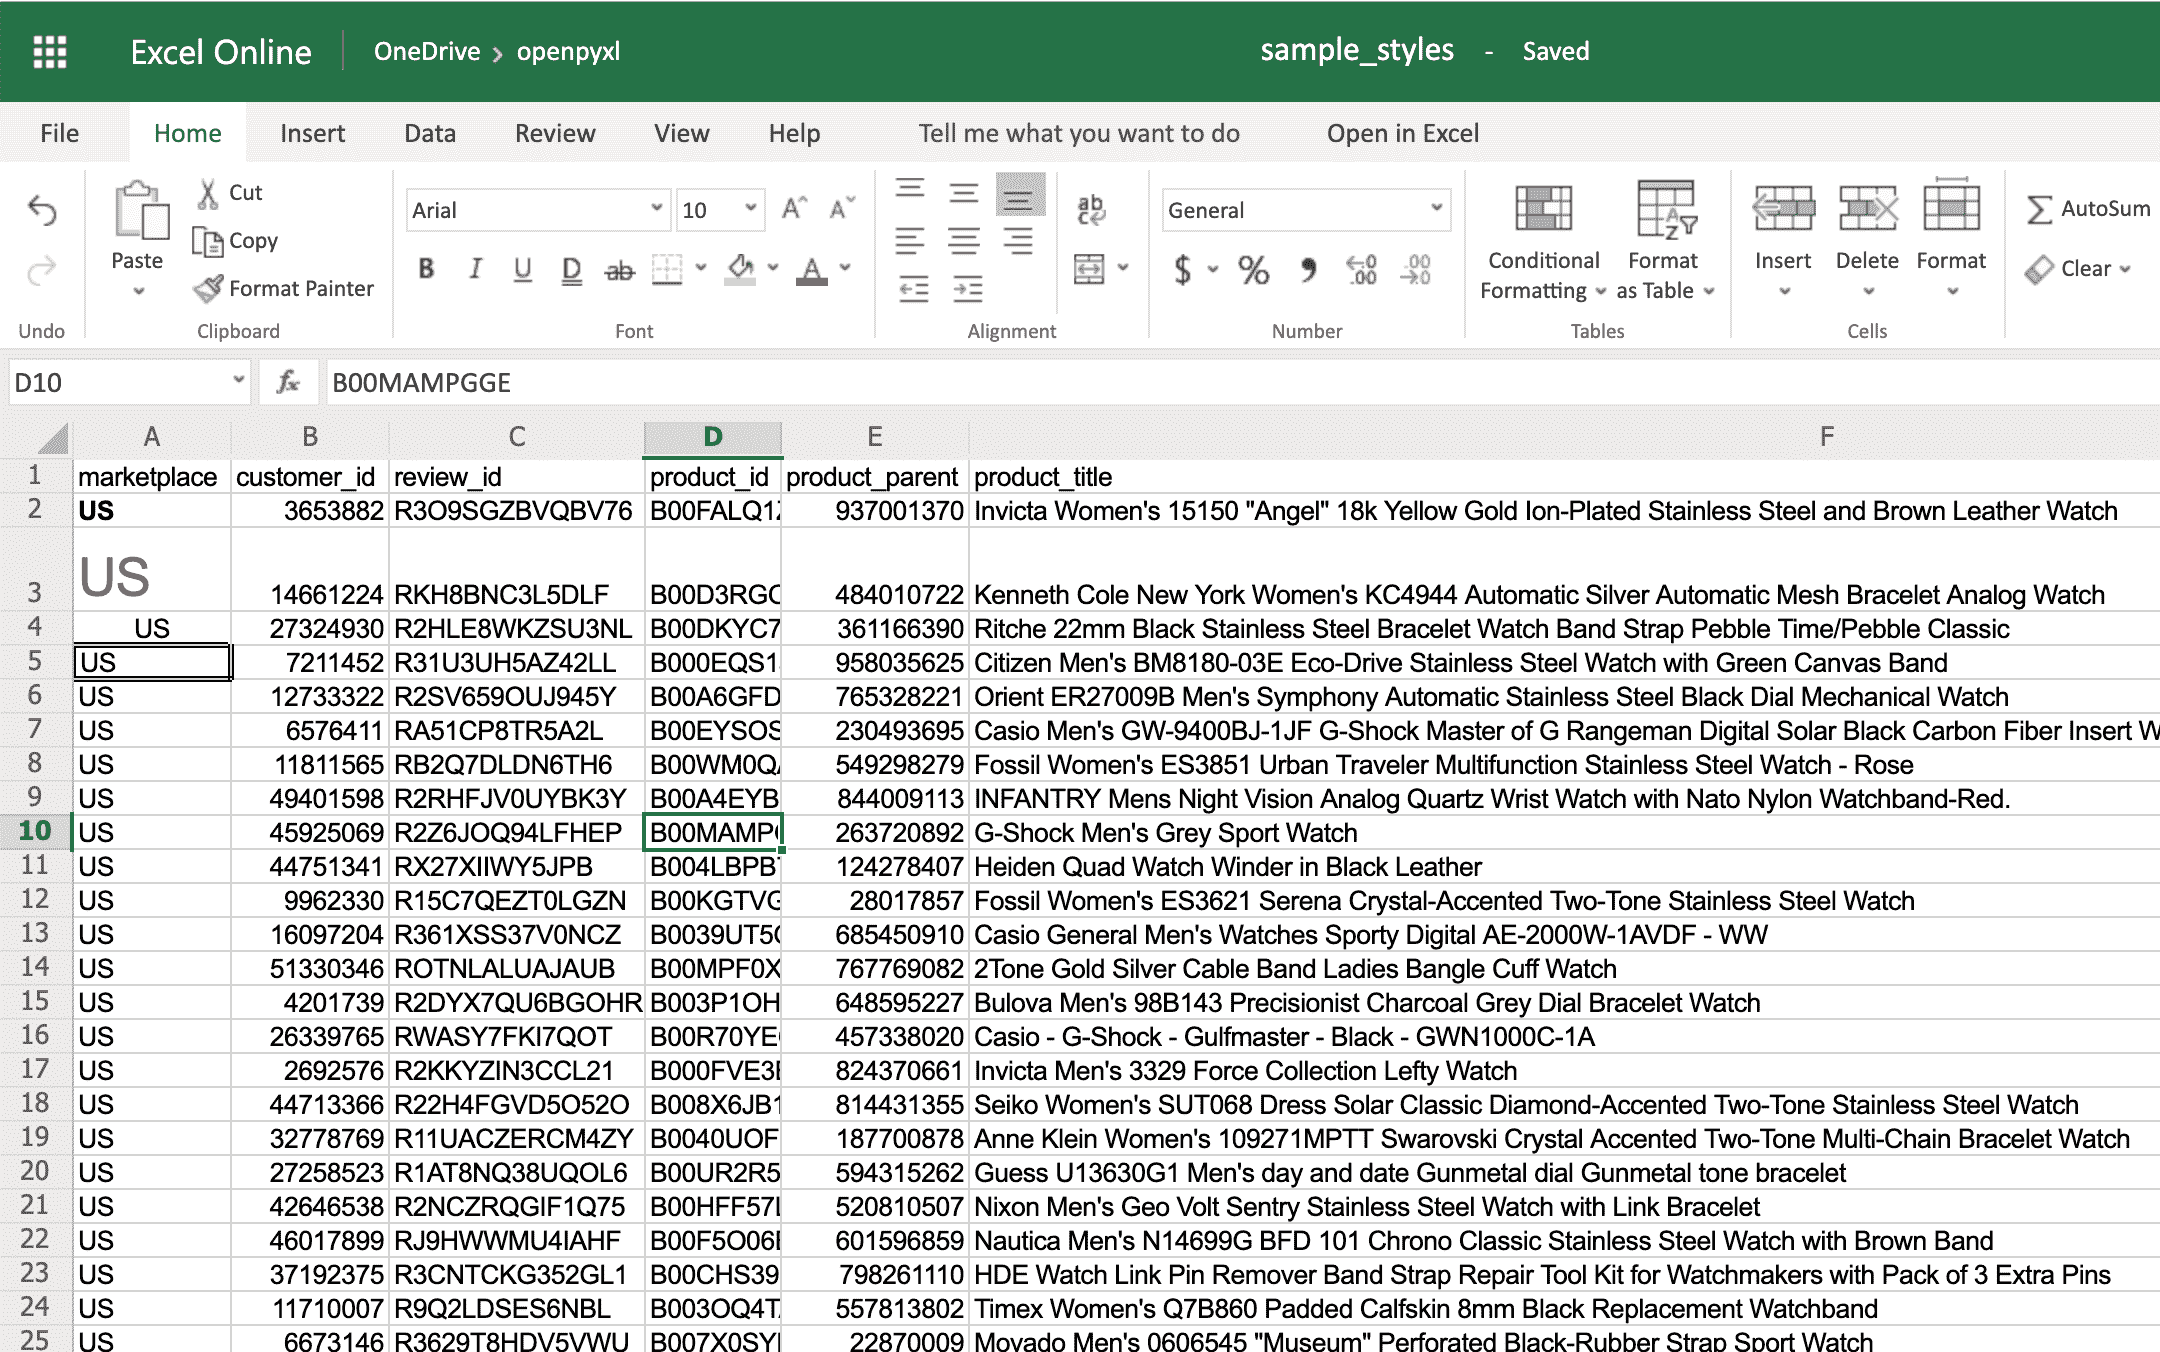 Excel Online OneDrive › openpyxl sample_styles - Saved
File Home Insert Data Review View Help Tell me what you want to do Open in Excel
Cut
Copy
Format Painter
Paste
Undo Clipboard
Arial 10 A^ Aˇ
B I U D ab A
Font
ab
Alignment
General
$ % , .0 .00 .00 .0
Number
Conditional Formatting
Format as Table
Tables
Insert Delete Format
Cells
AutoSum
Clear
D10 fx B00MAMPGGE
A B C D E F
1 marketplace customer_id review_id product_id product_parent product_title
2 US 3653882 R3O9SGZBVQBV76 B00FALQ1 937001370 Invicta Women's 15150 "Angel" 18k Yellow Gold Ion-Plated Stainless Steel and Brown Leather Watch
3 US 14661224 RKH8BNC3L5DLF B00D3RGO 484010722 Kenneth Cole New York Women's KC4944 Automatic Silver Automatic Mesh Bracelet Analog Watch
4 US 27324930 R2HLE8WKZSU3NL B00DKYC7 361166390 Ritche 22mm Black Stainless Steel Bracelet Watch Band Strap Pebble Time/Pebble Classic
5 US 7211452 R31U3UH5AZ42LL B000EQS1 958035625 Citizen Men's BM8180-03E Eco-Drive Stainless Steel Watch with Green Canvas Band
6 US 12733322 R2SV659OUJ945Y B00A6GFD 765328221 Orient ER27009B Men's Symphony Automatic Stainless Steel Black Dial Mechanical Watch
7 US 6576411 RA51CP8TR5A2L B00EYSOS 230493695 Casio Men's GW-9400BJ-1JF G-Shock Master of G Rangeman Digital Solar Black Carbon Fiber Insert W
8 US 11811565 RB2Q7DLDN6TH6 B00WM0Q 549298279 Fossil Women's ES3851 Urban Traveler Multifunction Stainless Steel Watch - Rose
9 US 49401598 R2RHFJV0UYBK3Y B00A4EYB 844009113 INFANTRY Mens Night Vision Analog Quartz Wrist Watch with Nato Nylon Watchband-Red.
10 US 45925069 R2Z6JOQ94LFHEP B00MAMP 263720892 G-Shock Men's Grey Sport Watch
11 US 44751341 RX27XIIWY5JPB B004LBPB 124278407 Heiden Quad Watch Winder in Black Leather
12 US 9962330 R15C7QEZT0LGZN B00KGTVG 28017857 Fossil Women's ES3621 Serena Crystal-Accented Two-Tone Stainless Steel Watch
13 US 16097204 R361XSS37V0NCZ B0039UT5 685450910 Casio General Men's Watches Sporty Digital AE-2000W-1AVDF - WW
14 US 51330346 ROTNLALUAJAUB B00MPF0X 767769082 2Tone Gold Silver Cable Band Ladies Bangle Cuff Watch
15 US 4201739 R2DYX7QU6BGOHR B003P1OH 648595227 Bulova Men's 98B143 Precisionist Charcoal Grey Dial Bracelet Watch
16 US 26339765 RWASY7FKI7QOT B00R70YE 457338020 Casio - G-Shock - Gulfmaster - Black - GWN1000C-1A
17 US 2692576 R2KKYZIN3CCL21 B000FVE3 824370661 Invicta Men's 3329 Force Collection Lefty Watch
18 US 44713366 R22H4FGVD5O52O B008X6JB1 814431355 Seiko Women's SUT068 Dress Solar Classic Diamond-Accented Two-Tone Stainless Steel Watch
19 US 32778769 R11UACZERCM4ZY B0040UOF 187700878 Anne Klein Women's 109271MPTT Swarovski Crystal Accented Two-Tone Multi-Chain Bracelet Watch
20 US 27258523 R1AT8NQ38UQOL6 B00UR2R5 594315262 Guess U13630G1 Men's day and date Gunmetal dial Gunmetal tone bracelet
21 US 42646538 R2NCZRQGIF1Q75 B00HFF57 520810507 Nixon Men's Geo Volt Sentry Stainless Steel Watch with Link Bracelet
22 US 46017899 RJ9HWWMU4IAHF B00F5O06 601596859 Nautica Men's N14699G BFD 101 Chrono Classic Stainless Steel Watch with Brown Band
23 US 37192375 R3CNTCKG352GL1 B00CHS39 798261110 HDE Watch Link Pin Remover Band Strap Repair Tool Kit for Watchmakers with Pack of 3 Extra Pins
24 US 11710007 R9Q2LDSES6NBL B003OQ4T 557813802 Timex Women's Q7B860 Padded Calfskin 8mm Black Replacement Watchband
25 US 6673146 R3629T8HDV5VWU B007X0SY 22870009 Movado Men's 0606545 "Museum" Perforated Black-Rubber Strap Sport Watch